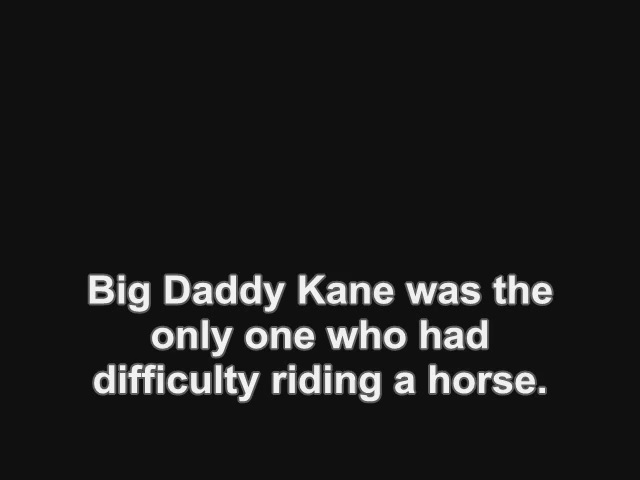 Big Daddy Kane was the
only one who had
difficulty riding a horse.